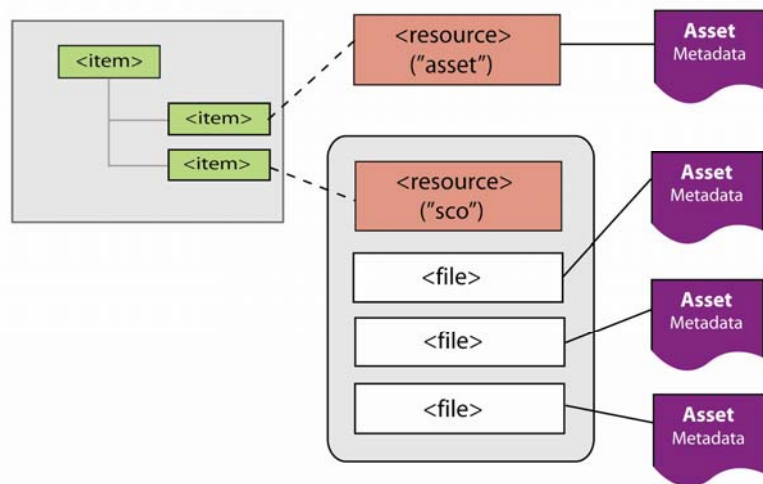 <item>
<item>
<item>
<resource>
("asset")
Asset
Metadata
<resource>
("sco")
<file>
<file>
<file>
Asset
Metadata
Asset
Metadata
Asset
Metadata